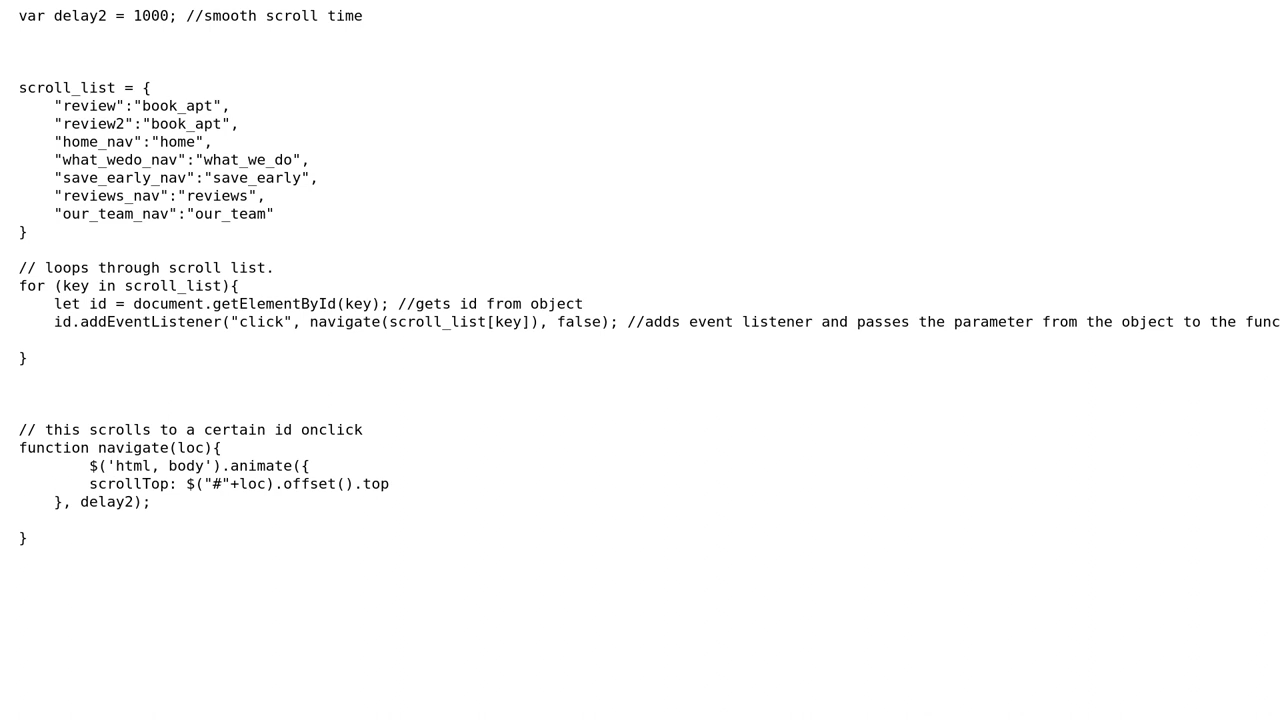 var delay2 = 1000; //smooth scroll time
scroll_list = {
    "review":"book_apt",
    "review2":"book_apt",
    "home_nav":"home",
    "what_wedo_nav":"what_we_do",
    "save_early_nav":"save_early",
    "reviews_nav":"reviews",
    "our_team_nav":"our_team"
}
// loops through scroll list.
for (key in scroll_list){
    let id = document.getElementById(key); //gets id from object
    id.addEventListener("click", navigate(scroll_list[key]), false); //adds event listener and passes the parameter from the object to the func
}
// this scrolls to a certain id onclick
function navigate(loc){
        $('html, body').animate({
        scrollTop: $("#"+loc).offset().top
    }, delay2);
}